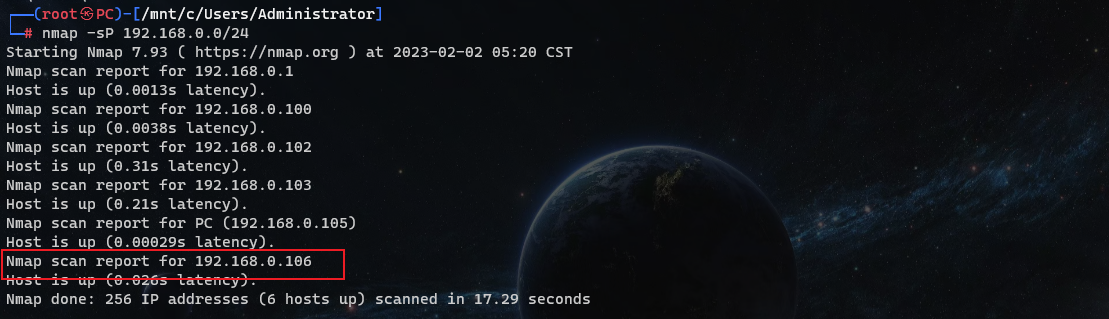 (root㉿PC)-[/mnt/c/Users/Administrator]
# nmap -sP 192.168.0.0/24
Starting Nmap 7.93 ( https://nmap.org ) at 2023-02-02 05:20 CST
Nmap scan report for 192.168.0.1
Host is up (0.0013s latency).
Nmap scan report for 192.168.0.100
Host is up (0.0038s latency).
Nmap scan report for 192.168.0.102
Host is up (0.31s latency).
Nmap scan report for 192.168.0.103
Host is up (0.21s latency).
Nmap scan report for PC (192.168.0.105)
Host is up (0.00029s latency).
Nmap scan report for 192.168.0.106
Host is up (0.026s latency).
Nmap done: 256 IP addresses (6 hosts up) scanned in 17.29 seconds